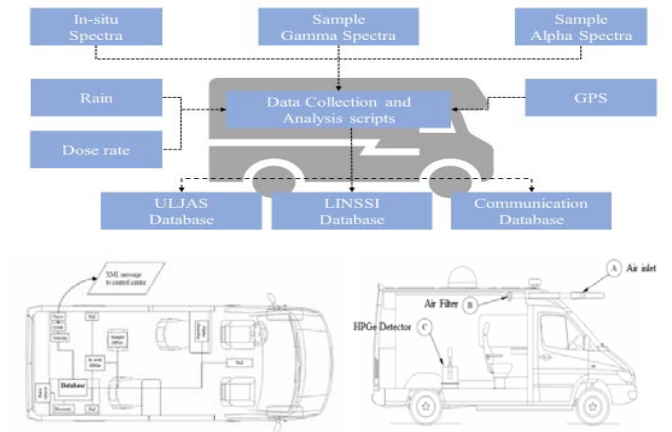 In-situ
Spectra
Sample
Gamma Spectra
Sample
Alpha Spectra
Rain
Data Collection and
Analysis scripts
GPS
Dose rate
ULJAS
Database
LINSSI
Database
Communication
Database
XML message
to control centre
Database
A Air inlet
Air Filter B
HPGe Detector
C